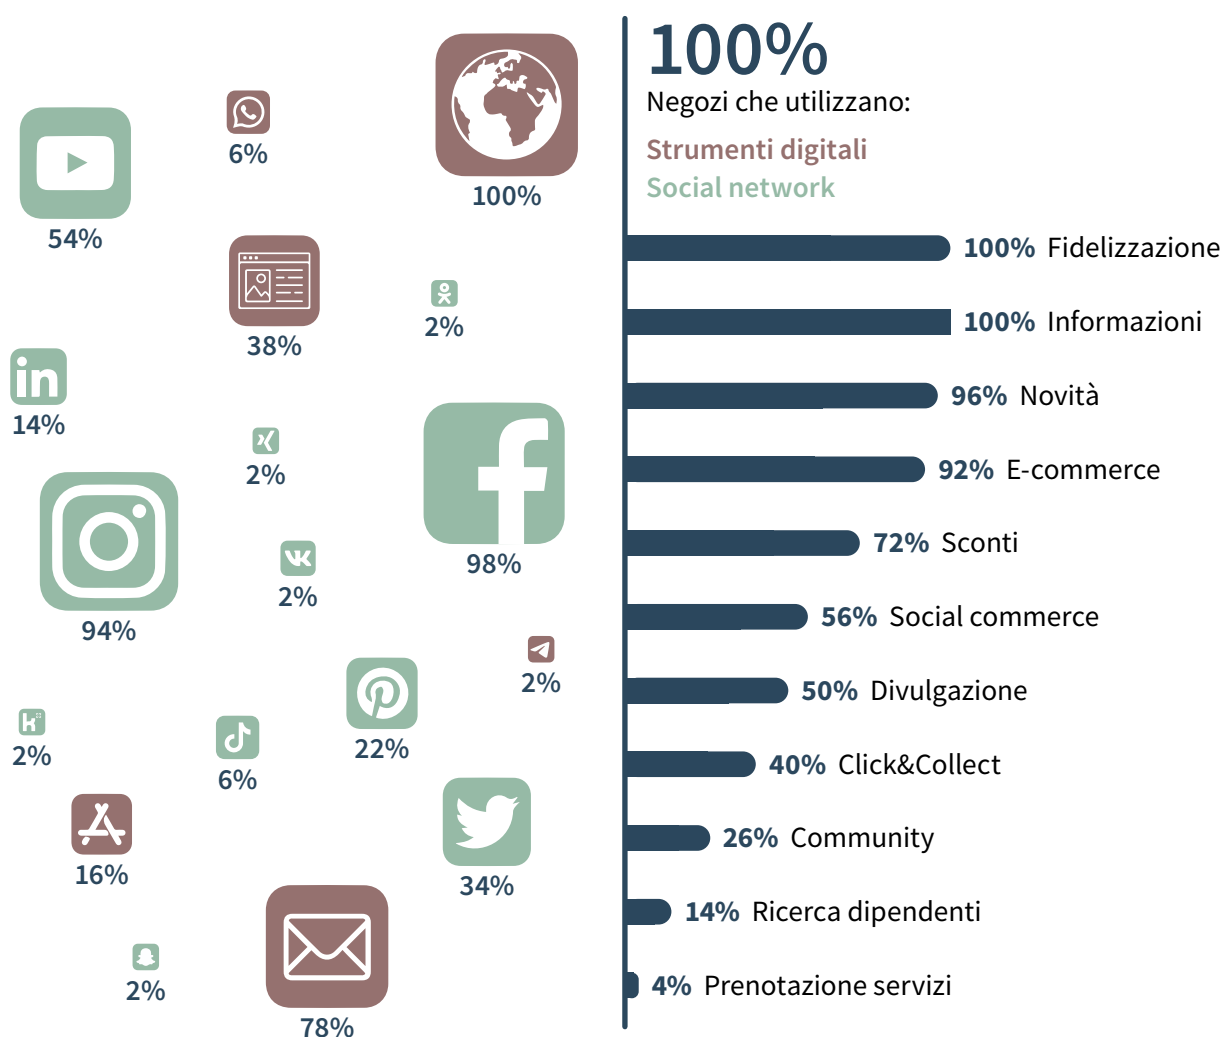 100%
Negozi che utilizzano:
Strumenti digitali
Social network
6%
54%
100%
38%
2%
14%
2%
98%
94%
2%
2%
2%
6%
22%
16%
34%
2%
78%
in
100% Fidelizzazione
100% Informazioni
96% Novità
92% E-commerce
72% Sconti
56% Social commerce
50% Divulgazione
40% Click&Collect
26% Community
14% Ricerca dipendenti
4% Prenotazione servizi